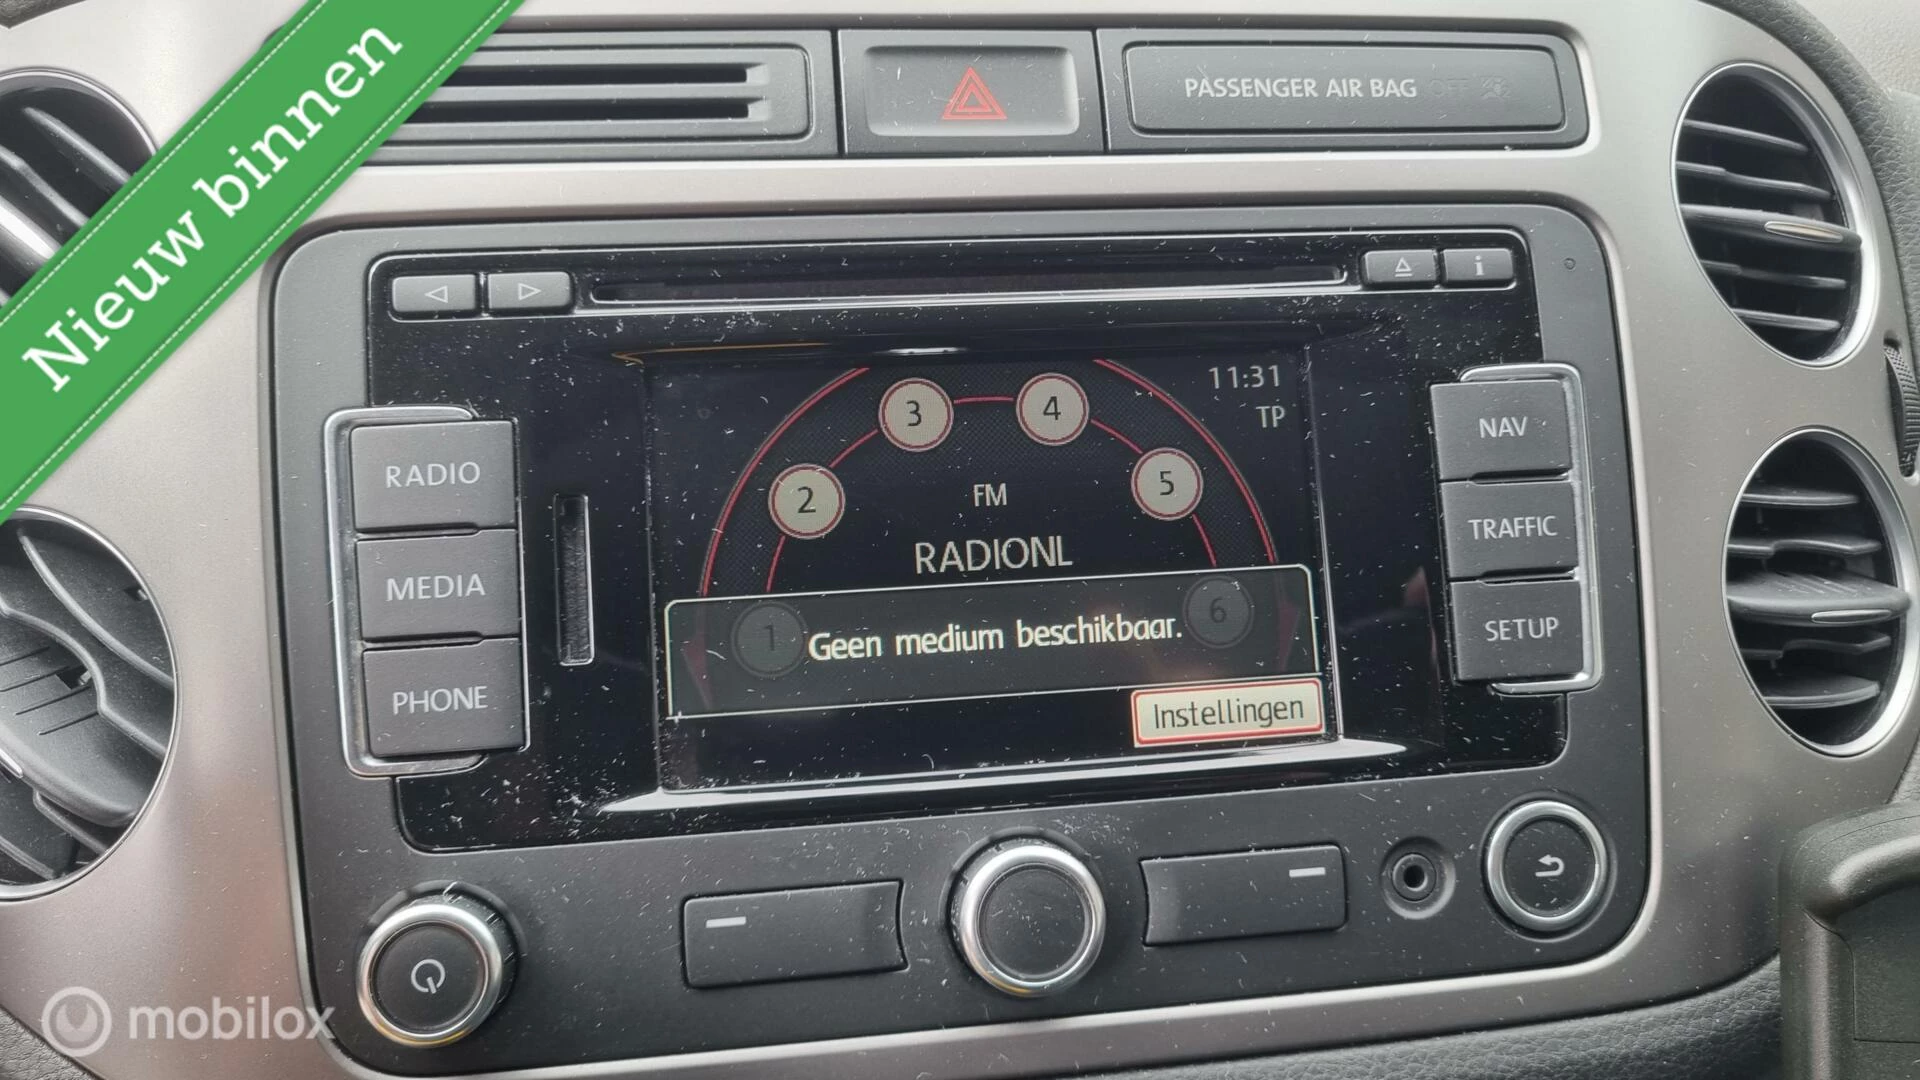 Nieuw binnen
PASSENGER AIR BAG OFF
i
11:31
TP
3
4
2
5
FM
RADIONL
1
6
Geen medium beschikbaar.
Instellingen
RADIO
MEDIA
PHONE
NAV
TRAFFIC
SETUP
mobilox